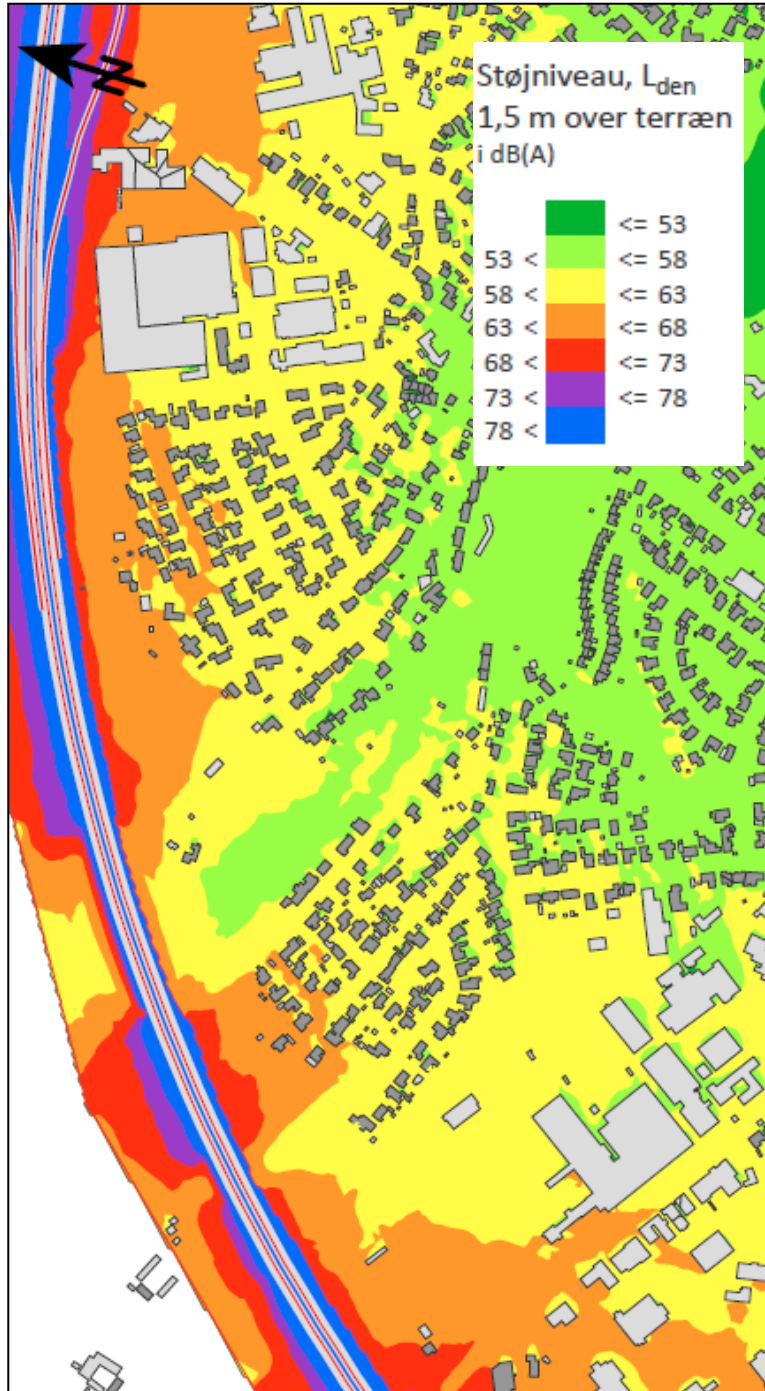 N
Støjniveau, Lden
1,5 m over terræn
i dB(A)
<= 53
53 < <= 58
58 < <= 63
63 < <= 68
68 < <= 73
73 < <= 78
78 <